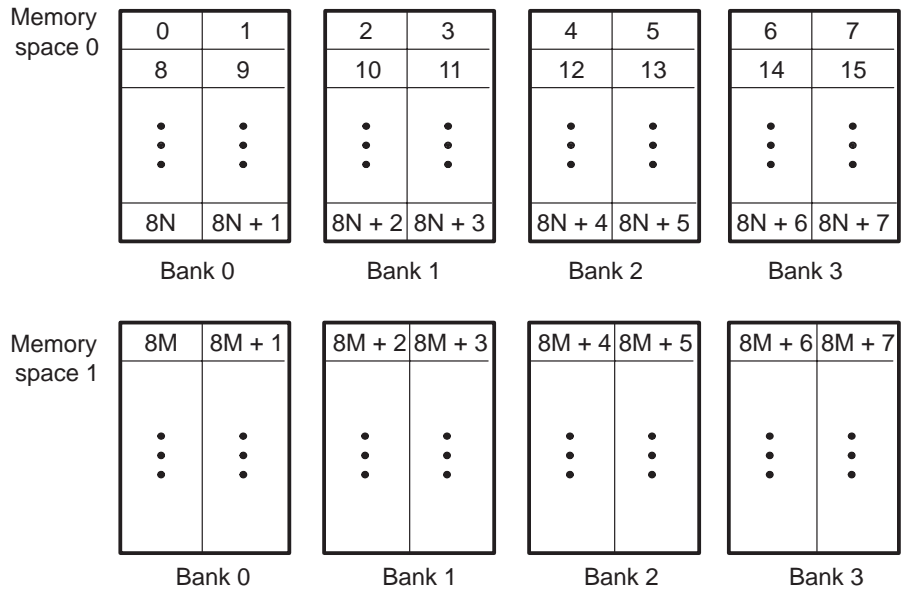 Memory space 0
0 1 2 3 4 5 6 7
8 9 10 11 12 13 14 15
8N 8N + 1 8N + 2 8N + 3 8N + 4 8N + 5 8N + 6 8N + 7
Bank 0 Bank 1 Bank 2 Bank 3
Memory space 1
8M 8M + 1 8M + 2 8M + 3 8M + 4 8M + 5 8M + 6 8M + 7
Bank 0 Bank 1 Bank 2 Bank 3